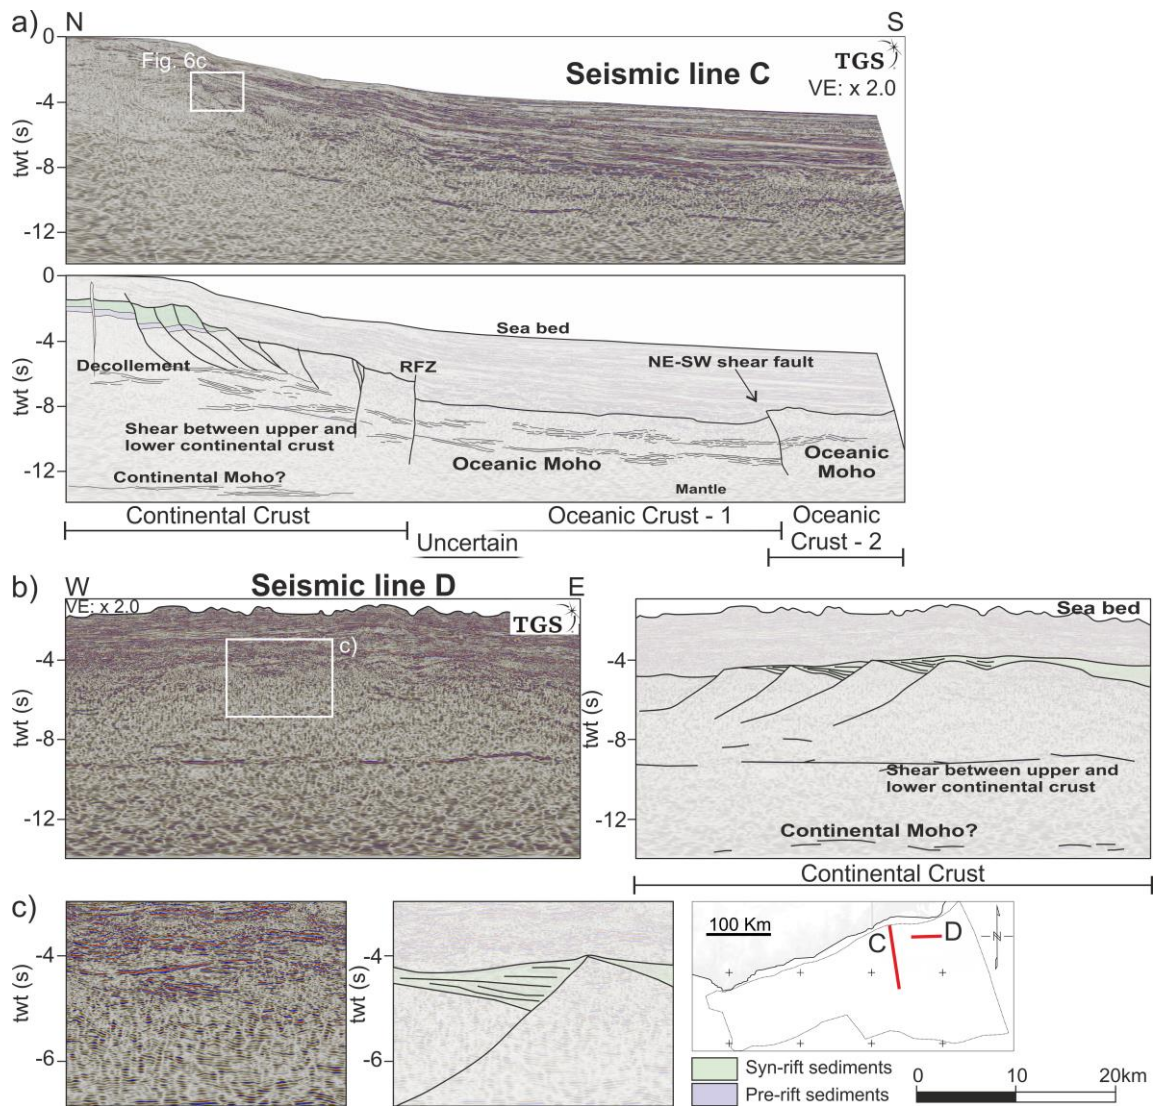 a) N S
0
Fig. 6c
TGS
Seismic line C
VE: x 2.0
-4
twt (s)
-8
-12
0
Sea bed
-4
NE-SW shear fault
Decollement
RFZ
twt (s)
-8
Shear between upper and
lower continental crust
Oceanic Moho
Oceanic
Moho
-12
Continental Moho?
Mantle
Continental Crust
Oceanic Crust - 1
Oceanic
Crust - 2
Uncertain
b) W Seismic line D E
VE: x 2.0
TGS
Sea bed
c)
-4
-4
twt (s)
twt (s)
-8
-8
Shear between upper and
lower continental crust
-12
-12
Continental Moho?
Continental Crust
c)
100 Km
C
D
N
-4
-4
twt (s)
twt (s)
-6
-6
Syn-rift sediments
Pre-rift sediments
0 10 20km